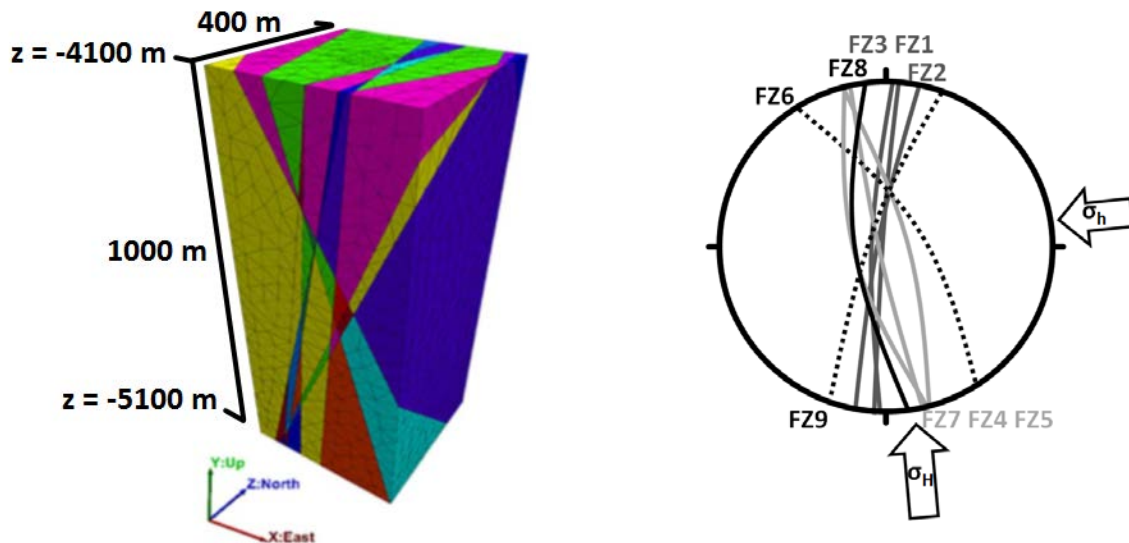 400 m
z = -4100 m
1000 m
z = -5100 m
Y:Up
Z:North
X:East
FZ3 FZ1
FZ8 FZ2
FZ6
σh
FZ9
FZ7 FZ4 FZ5
σH